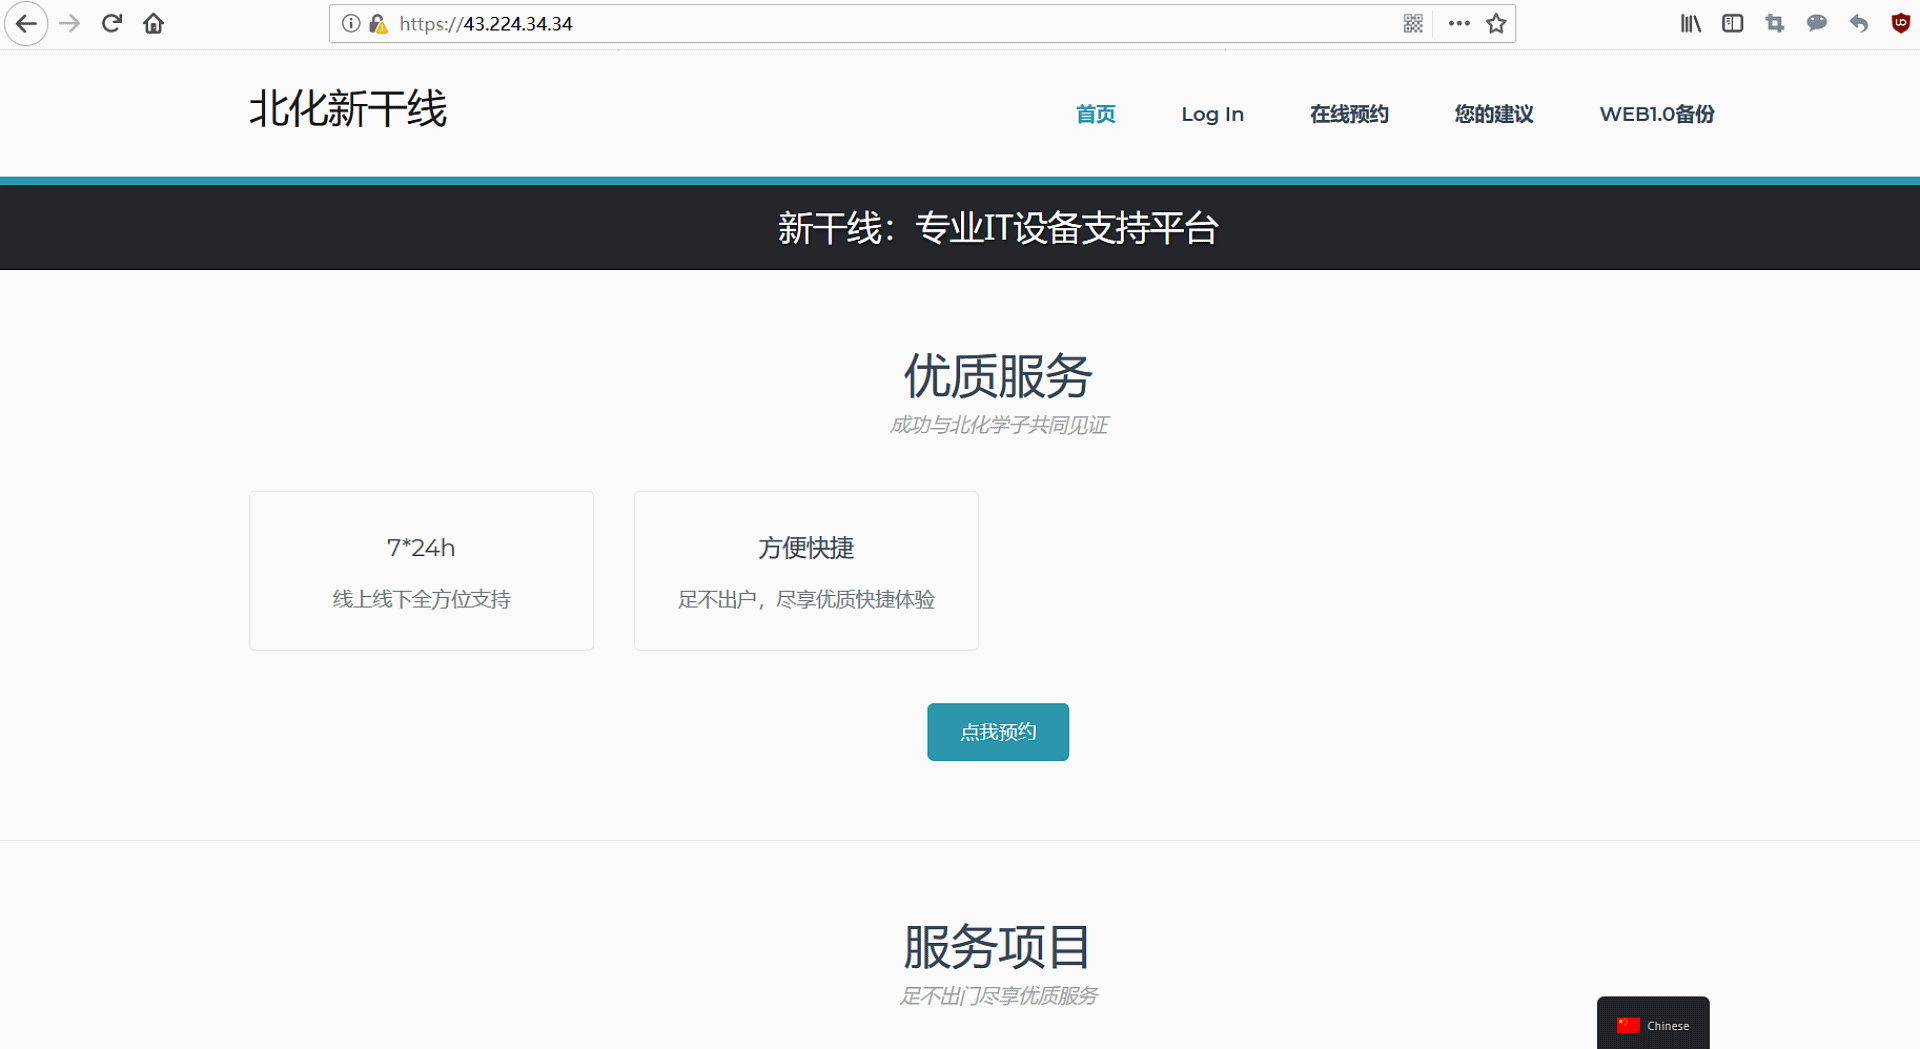 https://43.224.34.34
北化新干线
首页
Log In
在线预约
您的建议
WEB1.0备份
新干线：专业IT设备支持平台
优质服务
成功与北化学子共同见证
7*24h
线上线下全方位支持
方便快捷
足不出户，尽享优质快捷体验
点我预约
服务项目
足不出门尽享优质服务
Chinese